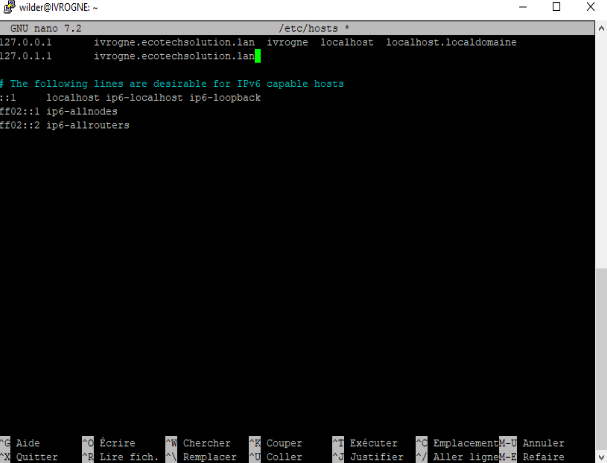 wilder@IVROGNE: ~
GNU nano 7.2 /etc/hosts *
127.0.0.1 ivrogne.ecotechsolution.lan ivrogne localhost localhost.localdomaine
127.0.1.1 ivrogne.ecotechsolution.lan
# The following lines are desirable for IPv6 capable hosts
::1 localhost ip6-localhost ip6-loopback
ff02::1 ip6-allnodes
ff02::2 ip6-allrouters
^G Aide ^O Écrire ^W Chercher ^K Couper ^T Exécuter ^C Emplacement M-U Annuler
^X Quitter ^R Lire fich. ^\ Remplacer ^U Coller ^J Justifier ^/ Aller ligne M-E Refaire